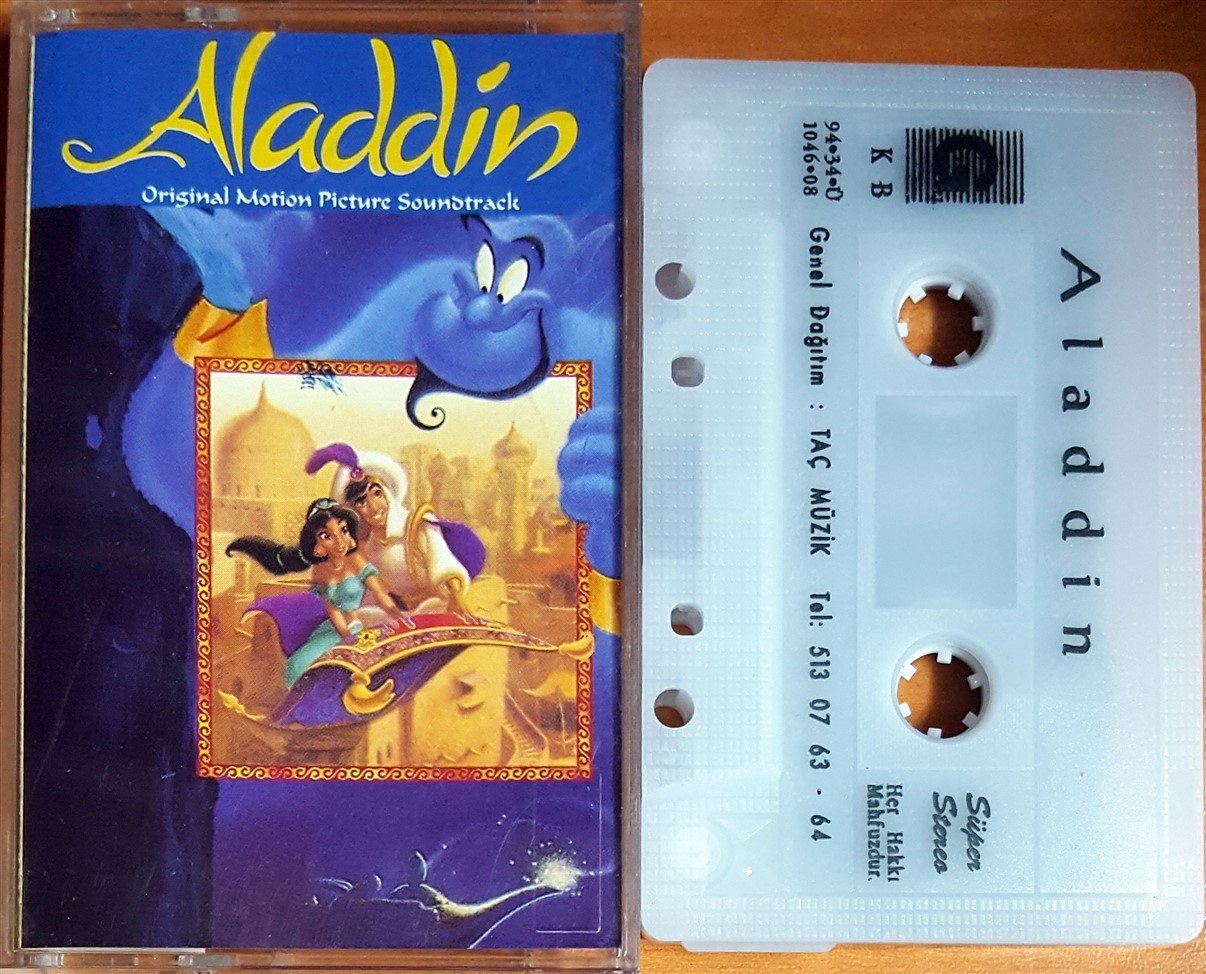 Aladdin
Original Motion Picture Soundtrack
Aladdin
G
K B
94•34•Ü
1046•08
Genel Dağıtım : TAÇ MÜZİK Tel: 513 07 63 - 64
Süper
Stereo
Her Hakkı
Mahfuzdur.